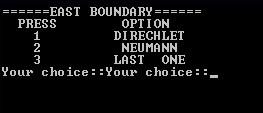 ======EAST BOUNDARY======
PRESS OPTION
1 DIRECHLET
2 NEUMANN
3 LAST ONE
Your choice::Your choice::_